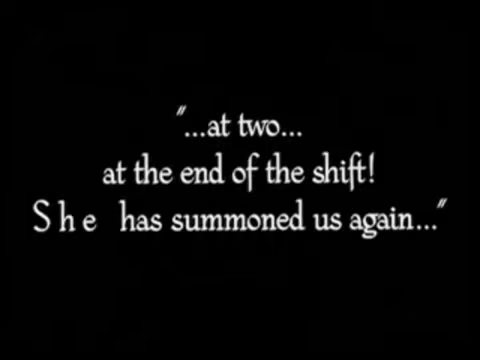 "...at two...
at the end of the shift!
She has summoned us again..."